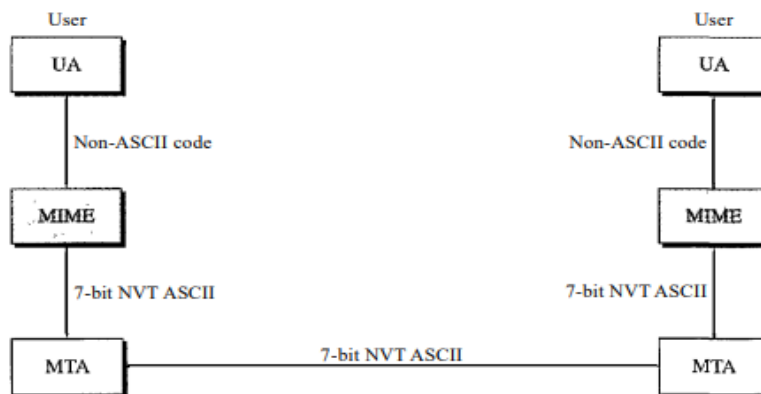 User
User
UA
UA
Non-ASCII code
Non-ASCII code
MIME
MIME
7-bit NVT ASCII
7-bit NVT ASCII
7-bit NVT ASCII
MTA
MTA